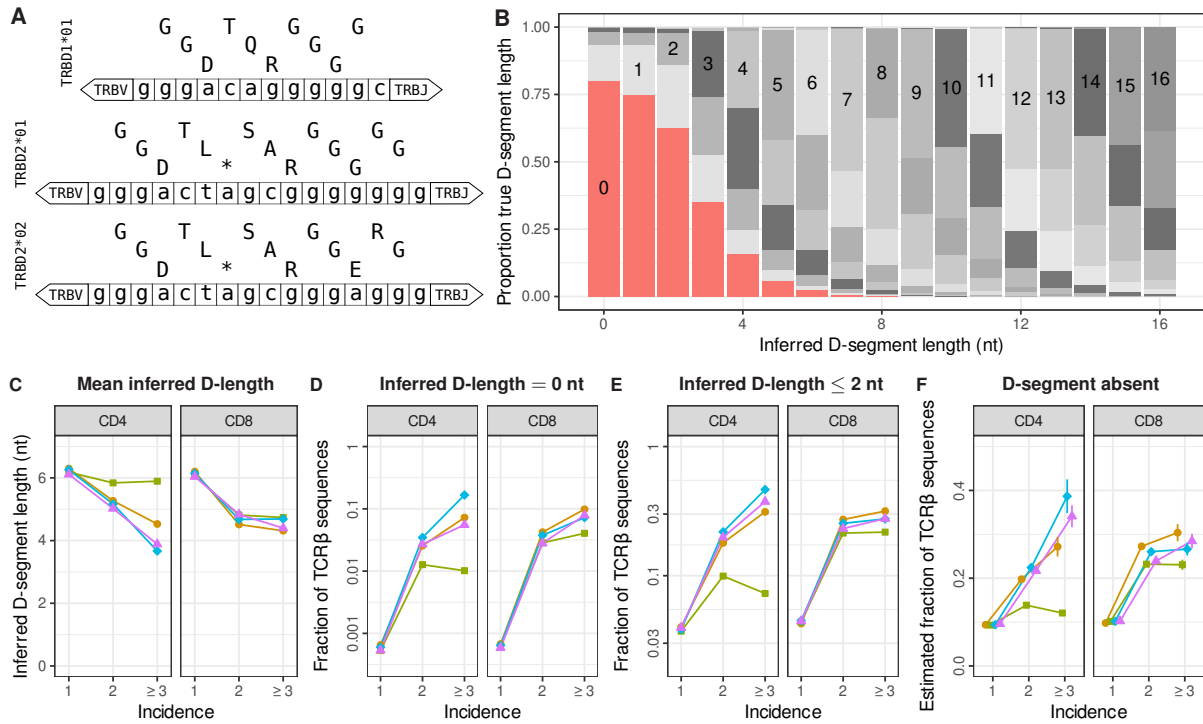 A
TRBD1*01
G T G G
G Q G
D R G
TRBV g g g a c a g g g g g c TRBJ
TRBD2*01
G T S G G
G L A G G
D * R G
TRBV g g g a c t a g c g g g g g g g TRBJ
TRBD2*02
G T S G R
G L A G G
D * R E
TRBV g g g a c t a g c g g g a g g g TRBJ
B
Proportion true D-segment length
1.00
0.75
0.50
0.25
0.00
0 1 2 3 4 5 6 7 8 9 10 11 12 13 14 15 16
0 4 8 12 16
Inferred D-segment length (nt)
C Mean inferred D-length
CD4 CD8
Inferred D-segment length (nt)
6
4
2
0
1 2 ≥3 1 2 ≥3
Incidence
D Inferred D-length = 0 nt
CD4 CD8
Fraction of TCRβ sequences
1
0.1
0.01
0.001
1 2 ≥3 1 2 ≥3
Incidence
E Inferred D-length ≤ 2 nt
CD4 CD8
Fraction of TCRβ sequences
1
0.3
0.1
0.03
1 2 ≥3 1 2 ≥3
Incidence
F D-segment absent
CD4 CD8
Estimated fraction of TCRβ sequences
0.4
0.2
0.0
1 2 ≥3 1 2 ≥3
Incidence